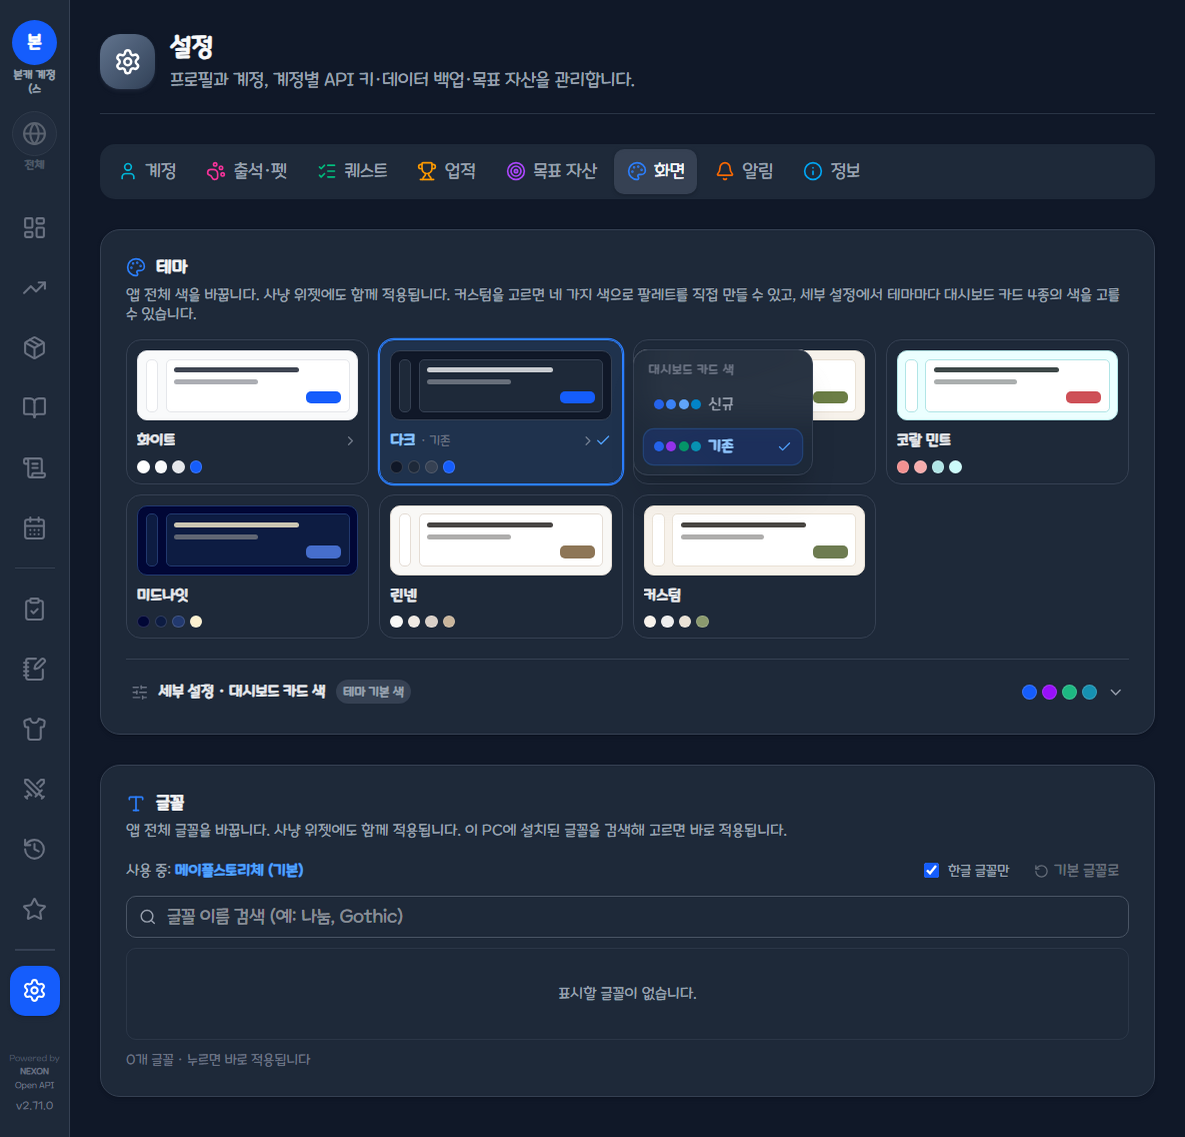 본
본캐 계정
(스
전체
Powered by
NEXON
Open API
v2.71.0
설정
프로필과 계정, 계정별 API 키·데이터 백업·목표 자산을 관리합니다.
계정
출석·펫
퀘스트
업적
목표 자산
화면
알림
정보
테마
앱 전체 색을 바꿉니다. 사냥 위젯에도 함께 적용됩니다. 커스텀을 고르면 네 가지 색으로 팔레트를 직접 만들 수 있고, 세부 설정에서 테마마다 대시보드 카드 4종의 색을 고를
수 있습니다.
화이트
다크 · 기존
대시보드 카드 색
신규
기존
코랄 민트
미드나잇
린넨
커스텀
세부 설정 · 대시보드 카드 색 테마 기본 색
글꼴
앱 전체 글꼴을 바꿉니다. 사냥 위젯에도 함께 적용됩니다. 이 PC에 설치된 글꼴을 검색해 고르면 바로 적용됩니다.
사용 중: 메이플스토리체 (기본)
한글 꼴꼴만
기본 글꼴로
글꼴 이름 검색 (예: 나눔, Gothic)
표시할 글꼴이 없습니다.
0개 글꼴 · 누르면 바로 적용됩니다